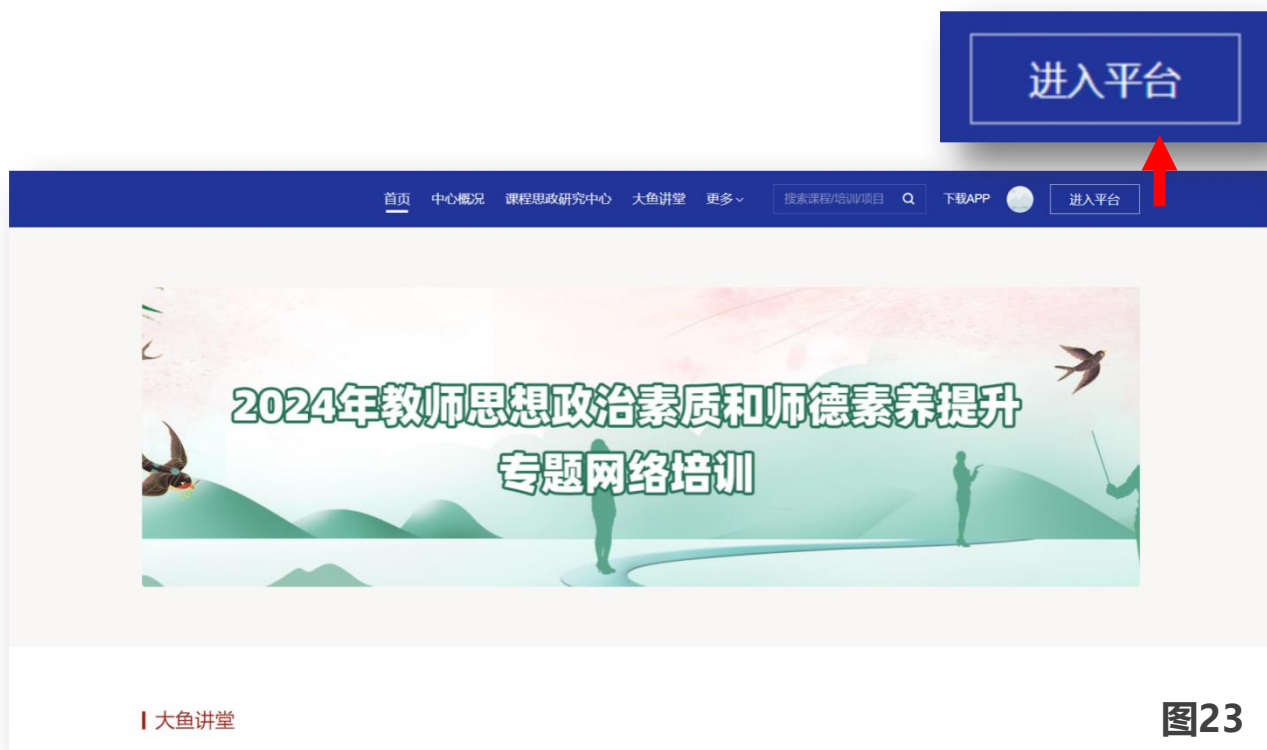 进入平台
首页 中心概况 课程思政研究中心 大鱼讲堂 更多 搜索课程/培训/项目 下载APP 进入平台
2024年教师思想政治素质和师德素养提升
专题网络培训
大鱼讲堂
图23